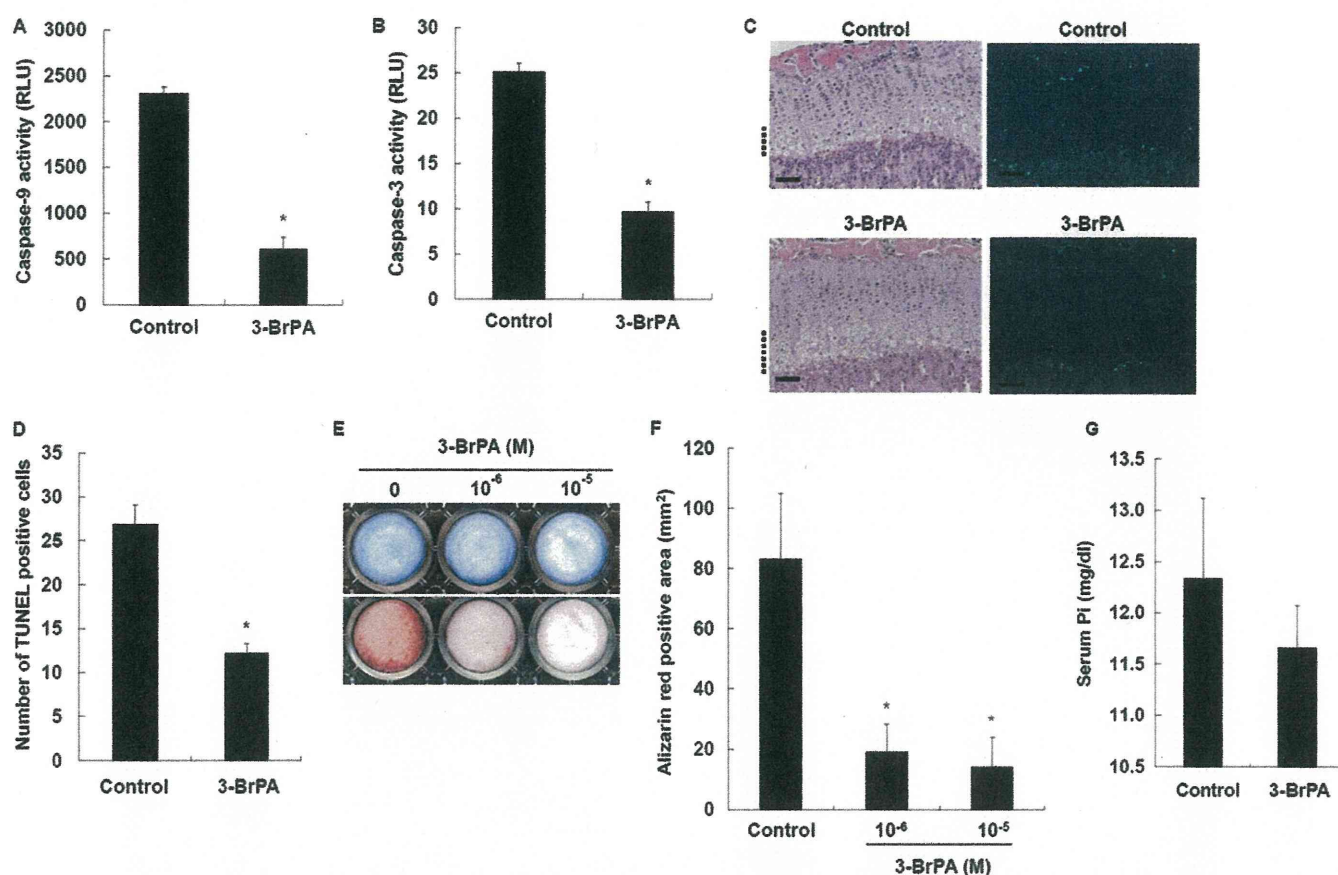 A
Caspase-9 activity (RLU)
3000
2500
2000
1500
1000
500
0
*
Control 3-BrPA
B
Caspase-3 activity (RLU)
30
25
20
15
10
5
0
*
Control 3-BrPA
C
Control Control
3-BrPA 3-BrPA
D
Number of TUNEL positive cells
35
30
25
20
15
10
5
0
*
Control 3-BrPA
E
3-BrPA (M)
0 10⁻⁶ 10⁻⁵
F
Alizarin red positive area (mm²)
120
100
80
60
40
20
0
* *
Control 10⁻⁶ 10⁻⁵
3-BrPA (M)
G
Serum Pi (mg/dl)
13.5
13.0
12.5
12.0
11.5
11.0
10.5
Control 3-BrPA